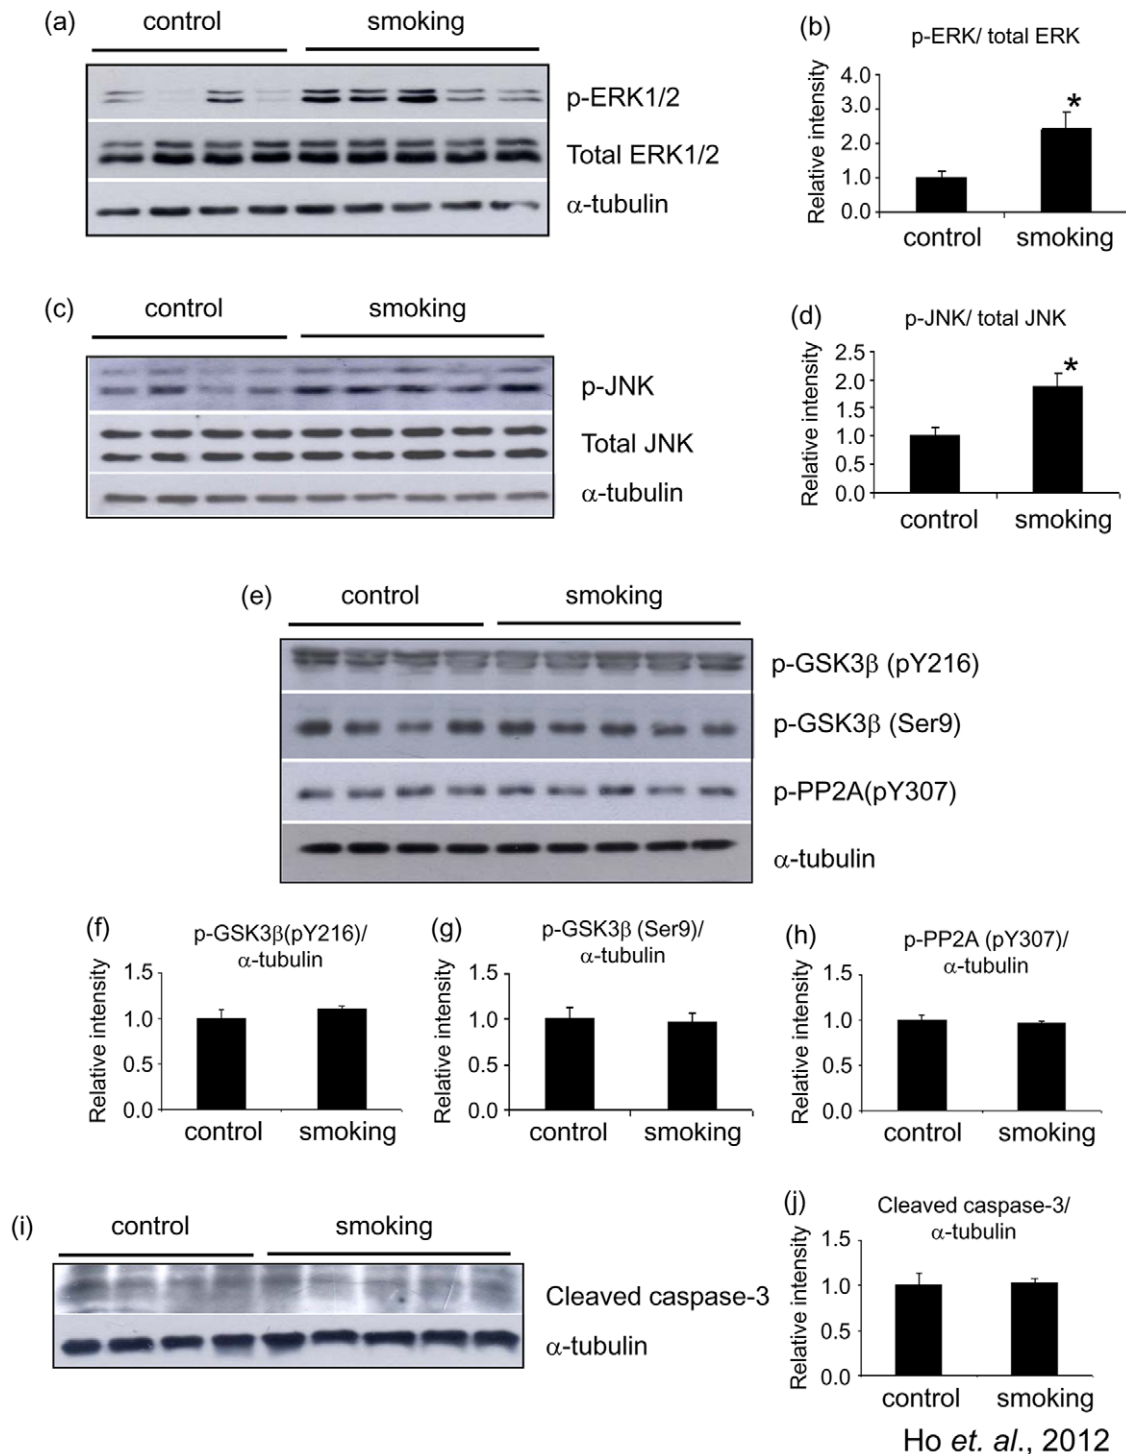 (a)
control
smoking
p-ERK1/2
Total ERK1/2
α-tubulin
(b)
p-ERK/ total ERK
Relative intensity
4.0
3.0
2.0
1.0
0.0
*
control
smoking
(c)
control
smoking
p-JNK
Total JNK
α-tubulin
(d)
p-JNK/ total JNK
Relative intensity
2.5
2.0
1.5
1.0
0.5
0.0
*
control
smoking
(e)
control
smoking
p-GSK3β (pY216)
p-GSK3β (Ser9)
p-PP2A(pY307)
α-tubulin
(f)
p-GSK3β(pY216)/
α-tubulin
Relative intensity
1.5
1.0
0.5
0.0
control
smoking
(g)
p-GSK3β (Ser9)/
α-tubulin
Relative intensity
1.5
1.0
0.5
0.0
control
smoking
(h)
p-PP2A (pY307)/
α-tubulin
Relative intensity
1.5
1.0
0.5
0.0
control
smoking
(i)
control
smoking
Cleaved caspase-3
α-tubulin
(j)
Cleaved caspase-3/
α-tubulin
Relative intensity
1.5
1.0
0.5
0.0
control
smoking
Ho et. al., 2012